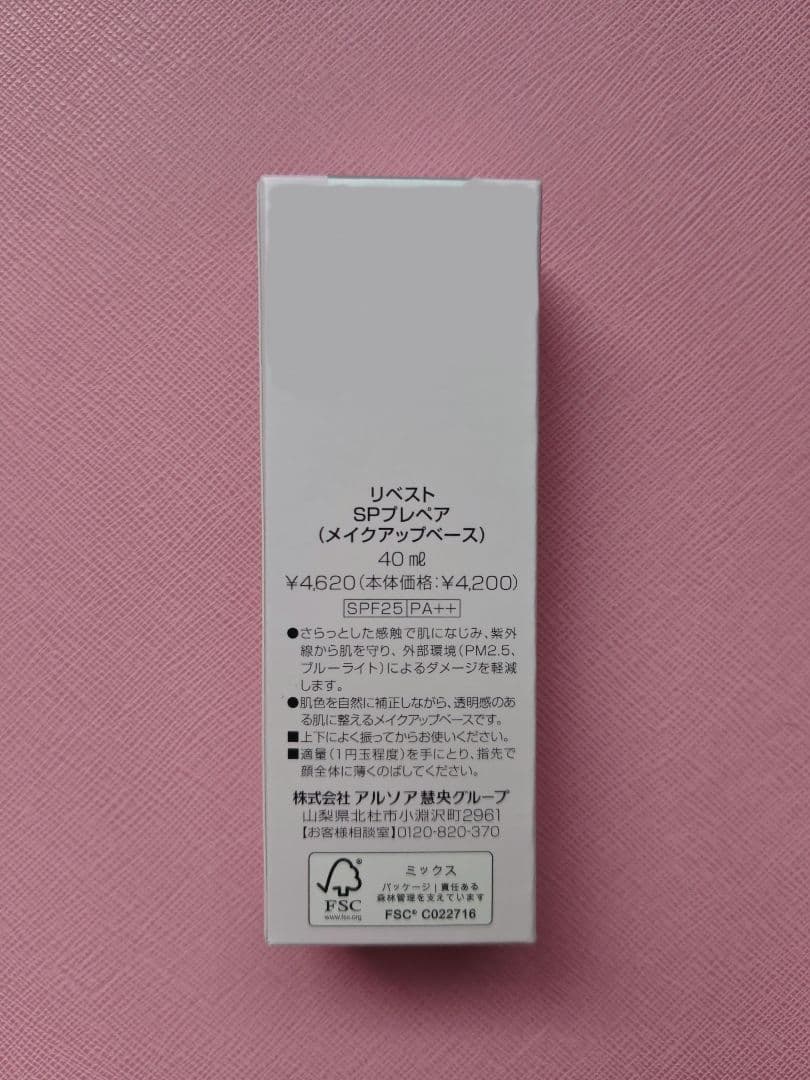 リベスト
SPプレペア
(メイクアップベース)
40㎖
¥4,620(本体価格:¥4,200)
SPF25 PA++
●さらっとした感触で肌になじみ、紫外
線から肌を守り、外部環境(PM2.5、
ブルーライト)によるダメージを軽減
します。
●肌色を自然に補正しながら、透明感のあ
る肌に整えるメイクアップベースです。
■上下によく振ってからお使いください。
■適量(1円玉程度)を手にとり、指先で
顔全体に薄くのばしてください。
株式会社 アルソア慧央グループ
山梨県北杜市小淵沢町2961
【お客様相談室】0120-820-370
ミックス
パッケージ|責任ある
森林管理を支えています
FSC® C022716
FSC
www.fsc.org